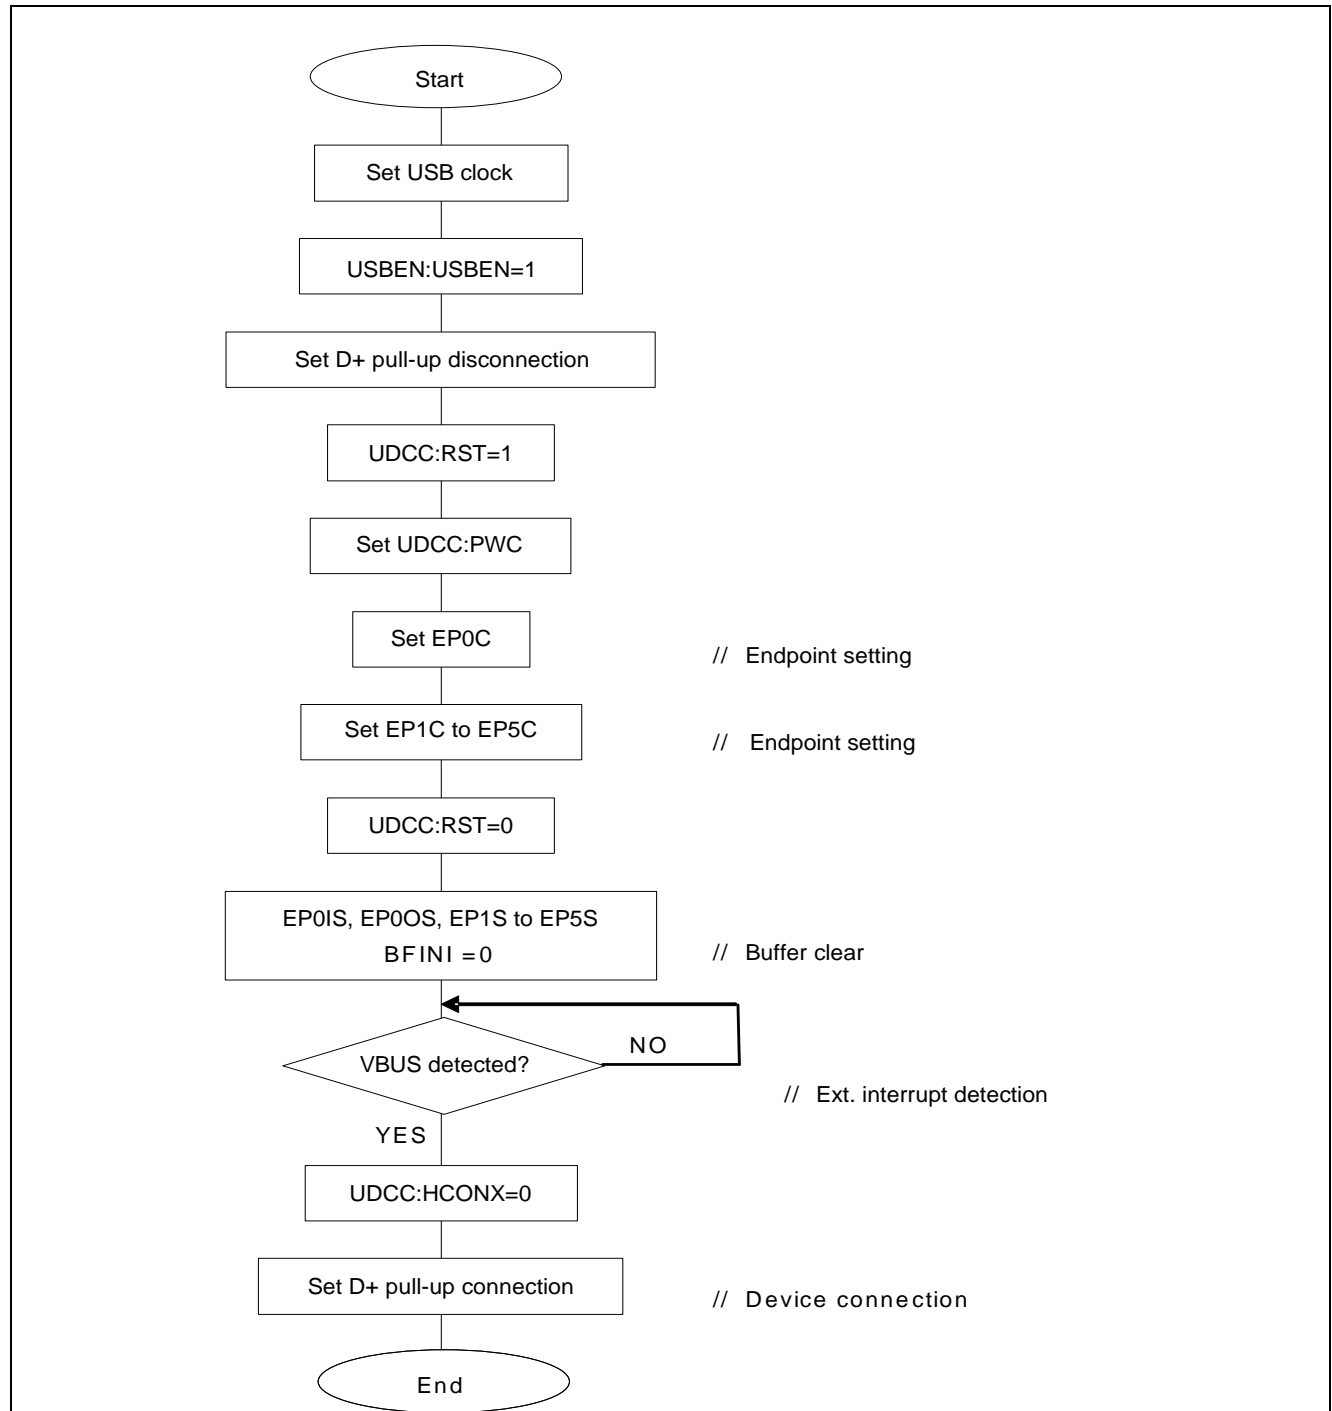 Start
Set USB clock
USBEN:USBEN=1
Set D+ pull-up disconnection
UDCC:RST=1
Set UDCC:PWC
Set EP0C
// Endpoint setting
Set EP1C to EP5C
// Endpoint setting
UDCC:RST=0
EP0IS, EP0OS, EP1S to EP5S
BFINI =0
// Buffer clear
VBUS detected?
NO
// Ext. interrupt detection
YES
UDCC:HCONX=0
Set D+ pull-up connection
// Device connection
End